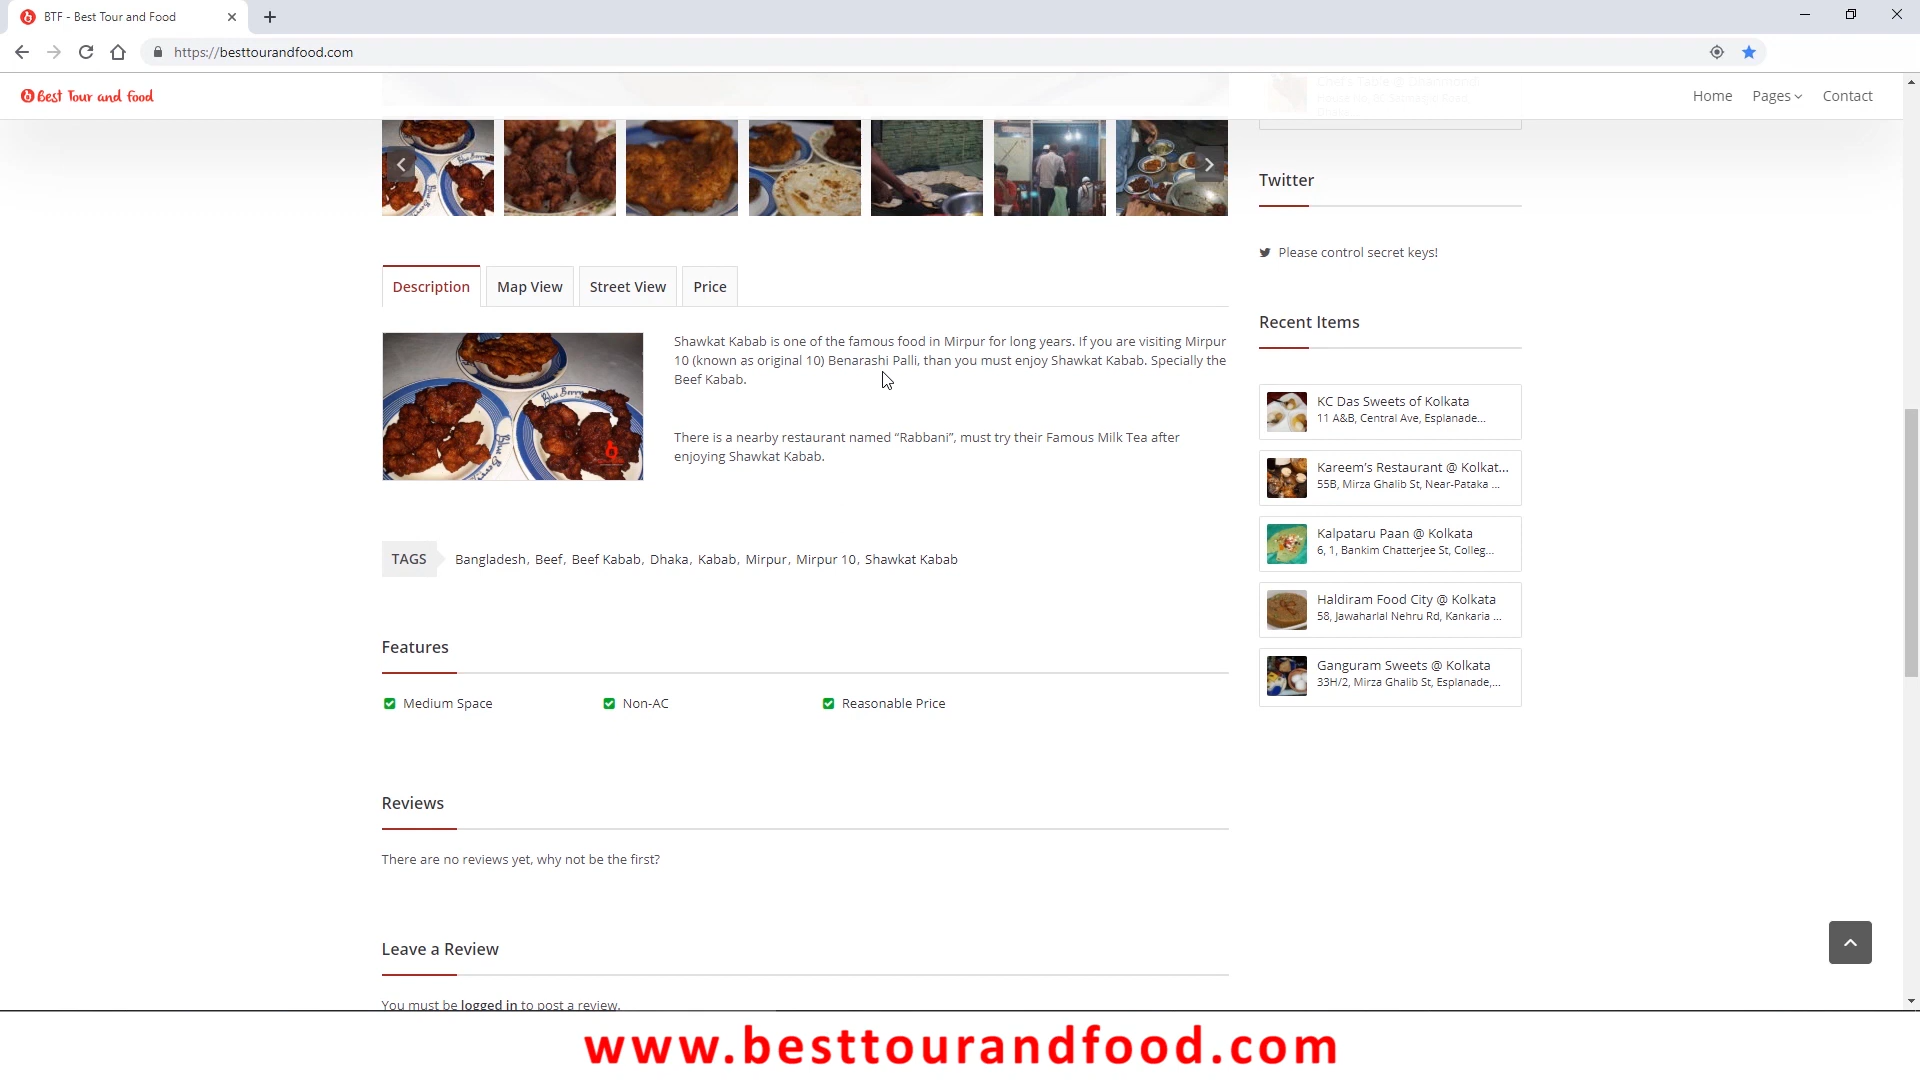 BTF - Best Tour and Food
https://besttourandfood.com
Best Tour and food
Home
Pages
Contact
Chef's Table @ Dhanmondi
Twitter
Please control secret keys!
Description
Map View
Street View
Price
Shawkat Kabab is one of the famous food in Mirpur for long years. If you are visiting Mirpur
10 (known as original 10) Benarashi Palli, than you must enjoy Shawkat Kabab. Specially the
Beef Kabab.
There is a nearby restaurant named “Rabbani”, must try their Famous Milk Tea after
enjoying Shawkat Kabab.
Blue Berry
TAGS
Bangladesh, Beef, Beef Kabab, Dhaka, Kabab, Mirpur, Mirpur 10, Shawkat Kabab
Features
Medium Space
Non-AC
Reasonable Price
Reviews
There are no reviews yet, why not be the first?
Leave a Review
You must be logged in to post a review.
Recent Items
KC Das Sweets of Kolkata
11 A&B, Central Ave, Esplanade...
Kareem's Restaurant @ Kolkat...
55B, Mirza Ghalib St, Near-Pataka ...
Kalpataru Paan @ Kolkata
6, 1, Bankim Chatterjee St, Colleg...
Haldiram Food City @ Kolkata
58, Jawaharlal Nehru Rd, Kankaria ...
Ganguram Sweets @ Kolkata
33H/2, Mirza Ghalib St, Esplanade,...
www.besttourandfood.com